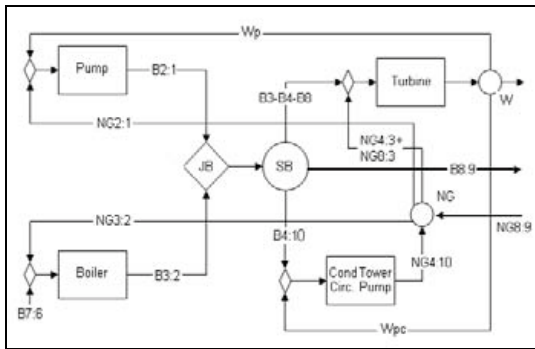 Wp
Pump
B2:1
Turbine
B3-B4-B8
W
NG2:1
NG4:3+
NG8:3
JB
SB
B8:9
NG
NG3:2
NG8:9
B4:10
Boiler
B3:2
Cond Tower
Circ. Pump
NG4:10
B7:6
Wpc